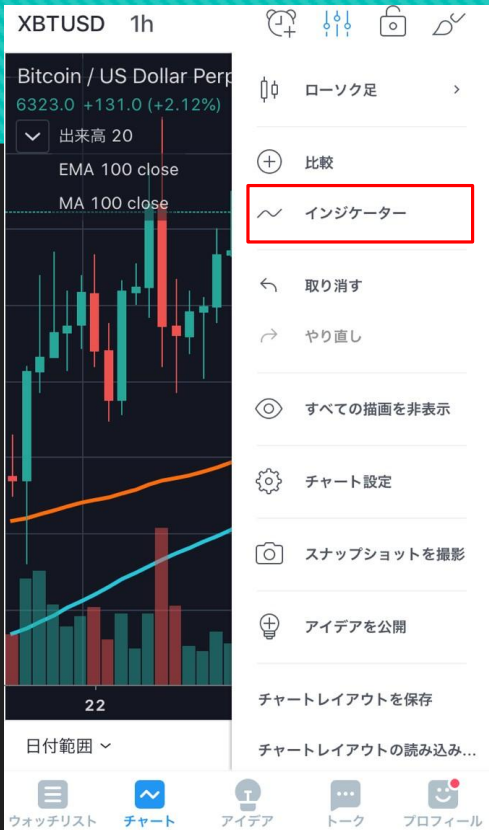 XBTUSD 1h
Bitcoin / US Dollar Perp
6323.0 +131.0 (+2.12%)
出来高 20
EMA 100 close
MA 100 close
22
日付範囲
ローソク足
比較
インジケーター
取り消す
やり直し
すべての描画を非表示
チャート設定
スナップショットを撮影
アイデアを公開
チャートレイアウトを保存
チャートレイアウトの読み込み...
ウォッチリスト チャート アイデア トーク プロフィール